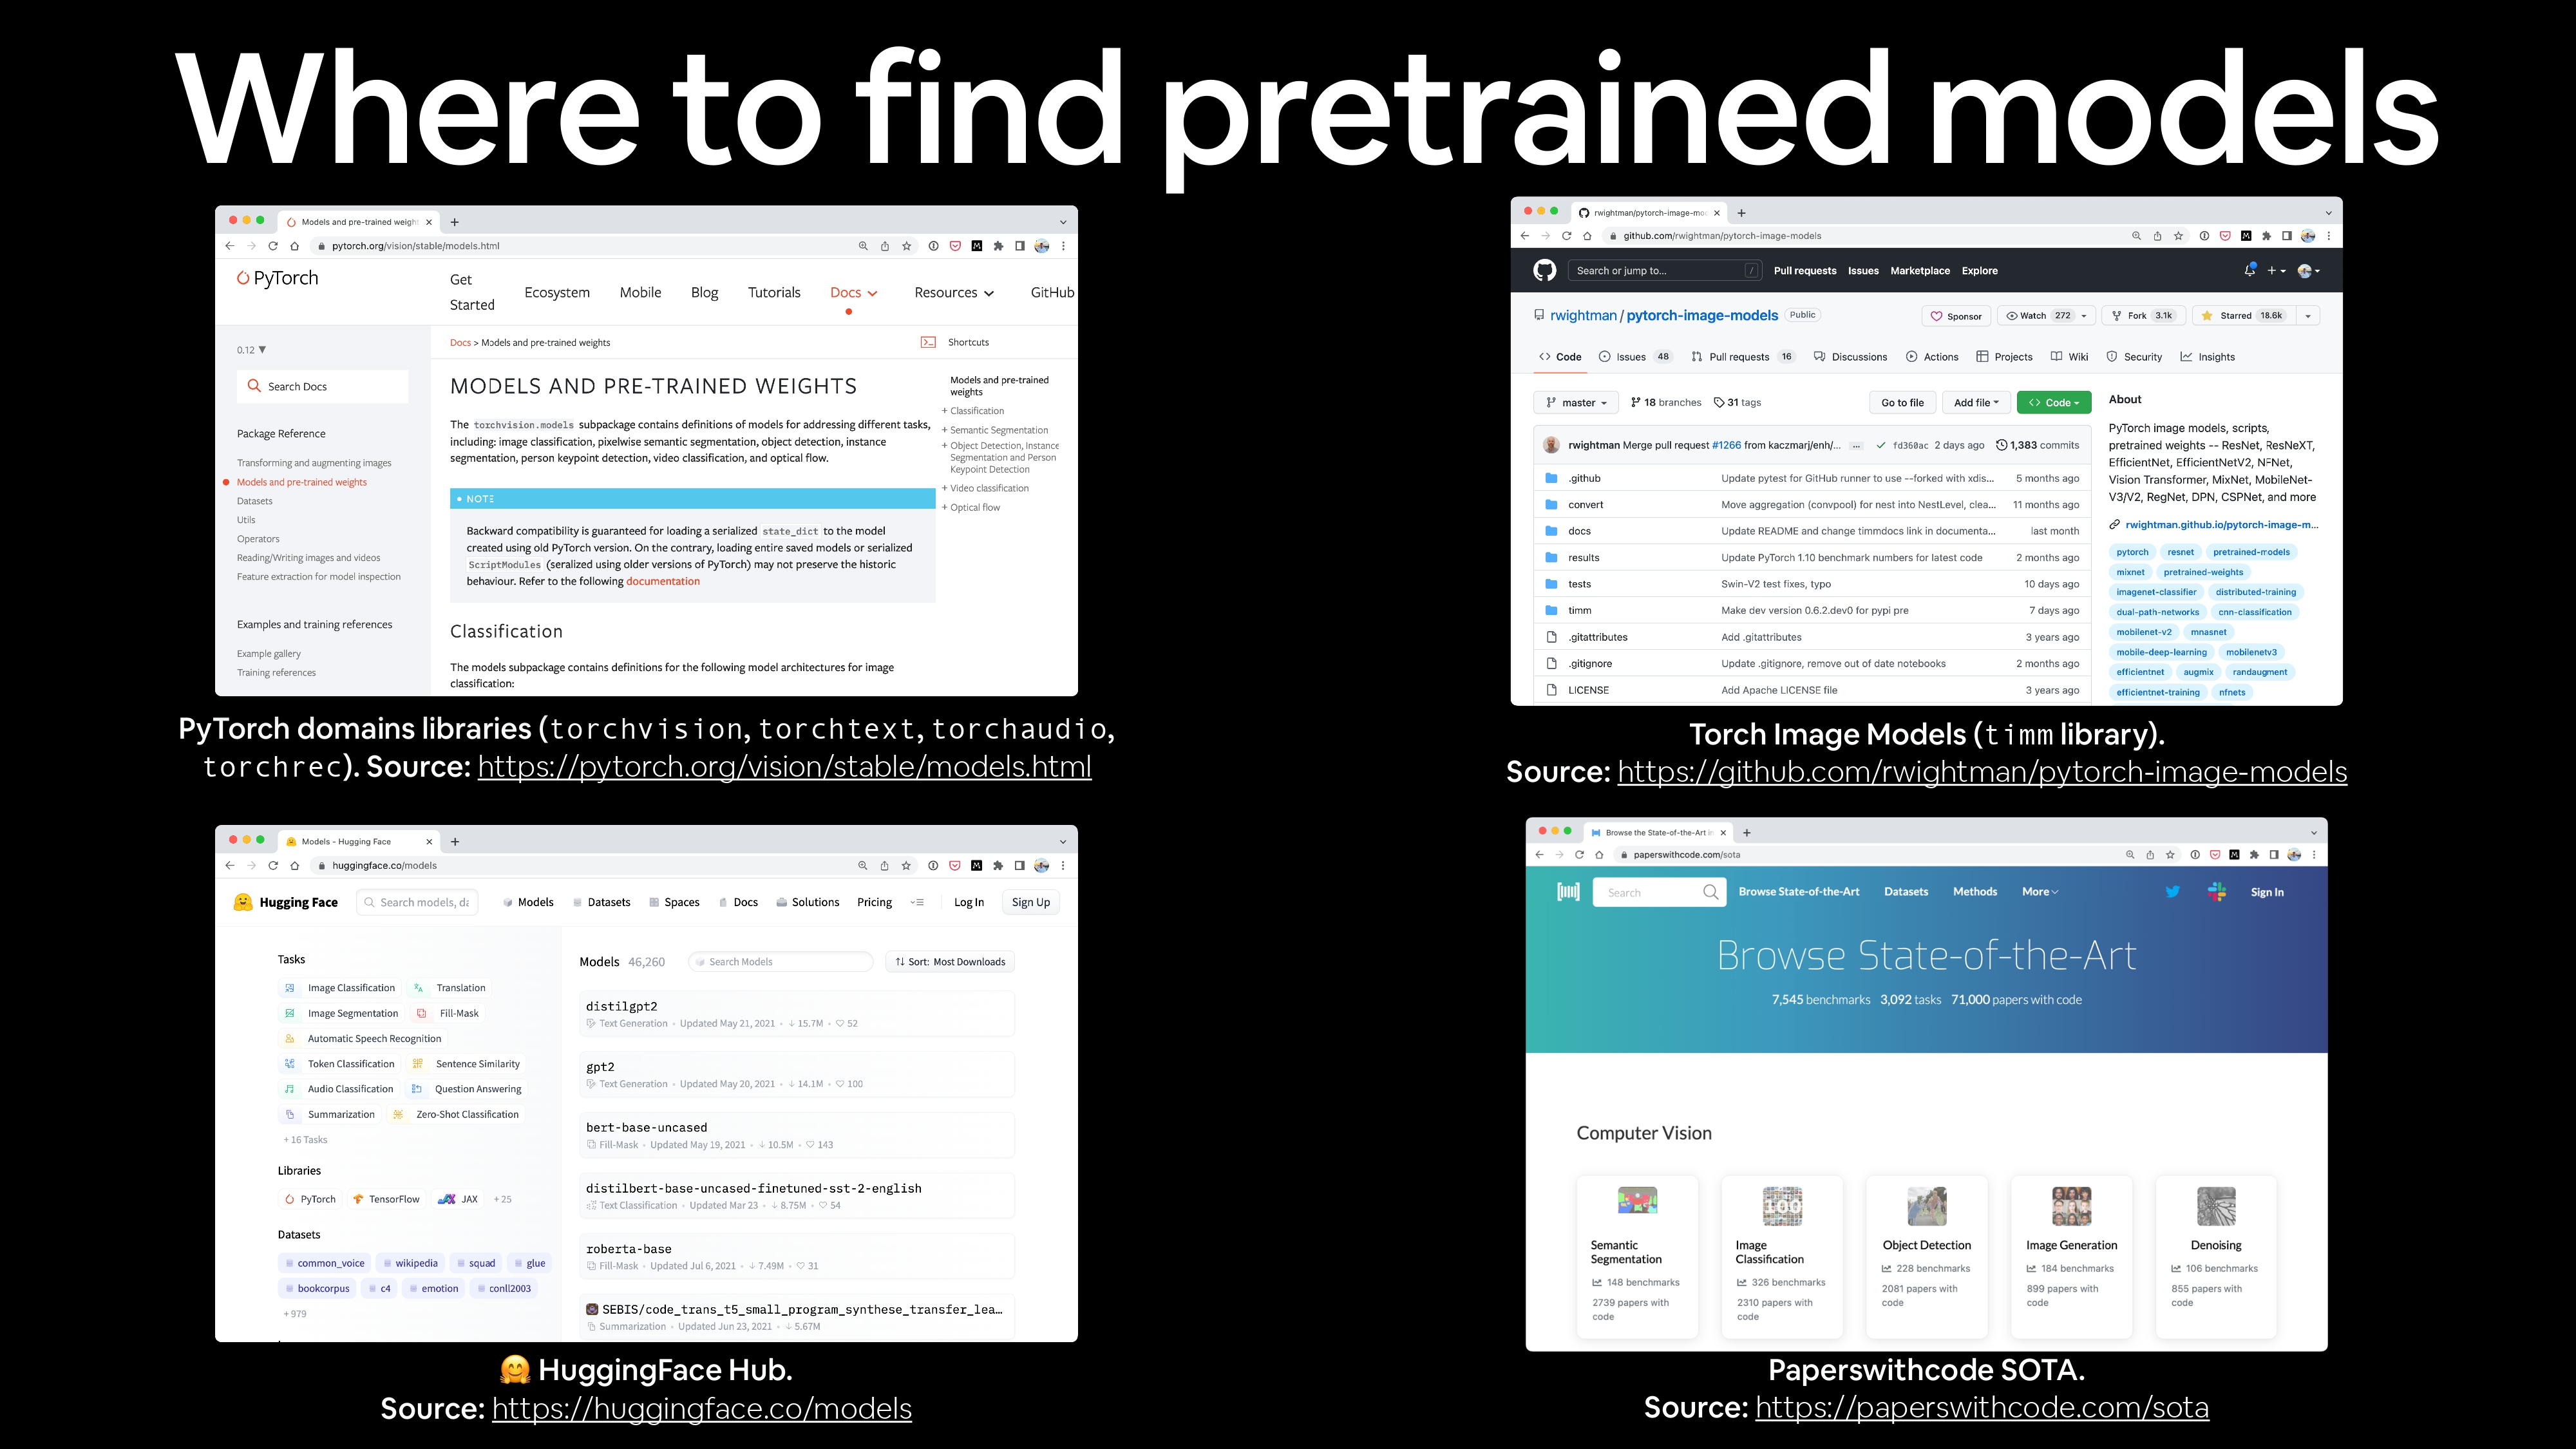 Where to find pretrained models
Models and pre-trained weight
pytorch.org/vision/stable/models.html
PyTorch
Get Started
Ecosystem Mobile Blog Tutorials Docs Resources GitHub
0.12 ▼
Search Docs
Package Reference
Transforming and augmenting images
Models and pre-trained weights
Datasets
Utils
Operators
Reading/Writing images and videos
Feature extraction for model inspection
Examples and training references
Example gallery
Training references
Docs > Models and pre-trained weights
Shortcuts
MODELS AND PRE-TRAINED WEIGHTS
The torchvision.models subpackage contains definitions of models for addressing different tasks,
including: image classification, pixelwise semantic segmentation, object detection, instance
segmentation, person keypoint detection, video classification, and optical flow.
NOTE
Backward compatibility is guaranteed for loading a serialized state_dict to the model
created using old PyTorch version. On the contrary, loading entire saved models or serialized
ScriptModules (seralized using older versions of PyTorch) may not preserve the historic
behaviour. Refer to the following documentation
Classification
The models subpackage contains definitions for the following model architectures for image
classification:
Models and pre-trained
weights
+ Classification
+ Semantic Segmentation
+ Object Detection, Instance
Segmentation and Person
Keypoint Detection
+ Video classification
+ Optical flow
PyTorch domains libraries (torchvision, torchtext, torchaudio,
torchrec). Source: https://pytorch.org/vision/stable/models.html
rwightman/pytorch-image-mo
github.com/rwightman/pytorch-image-models
Search or jump to... /
Pull requests Issues Marketplace Explore
rwightman / pytorch-image-models Public
Sponsor Watch 272 Fork 3.1k Starred 18.6k
Code Issues 48 Pull requests 16 Discussions Actions Projects Wiki Security Insights
master 18 branches 31 tags Go to file Add file Code
rwightman Merge pull request #1266 from kaczmarj/enh/... ... fd360ac 2 days ago 1,383 commits
.github Update pytest for GitHub runner to use --forked with xdis... 5 months ago
convert Move aggregation (convpool) for nest into NestLevel, clea... 11 months ago
docs Update README and change timmdocs link in documenta... last month
results Update PyTorch 1.10 benchmark numbers for latest code 2 months ago
tests Swin-V2 test fixes, typo 10 days ago
timm Make dev version 0.6.2.dev0 for pypi pre 7 days ago
.gitattributes Add .gitattributes 3 years ago
.gitignore Update .gitignore, remove out of date notebooks 2 months ago
LICENSE Add Apache LICENSE file 3 years ago
About
PyTorch image models, scripts,
pretrained weights -- ResNet, ResNeXT,
EfficientNet, EfficientNetV2, NFNet,
Vision Transformer, MixNet, MobileNet-
V3/V2, RegNet, DPN, CSPNet, and more
rwightman.github.io/pytorch-image-m...
pytorch resnet pretrained-models
mixnet pretrained-weights
imagenet-classifier distributed-training
dual-path-networks cnn-classification
mobilenet-v2 mnasnet
mobile-deep-learning mobilenetv3
efficientnet augmix randaugment
efficientnet-training nfnets
Torch Image Models (timm library).
Source: https://github.com/rwightman/pytorch-image-models
Models - Hugging Face
huggingface.co/models
Hugging Face
Search models, da
Models Datasets Spaces Docs Solutions Pricing Log In Sign Up
Tasks
Image Classification Translation
Image Segmentation Fill-Mask
Automatic Speech Recognition
Token Classification Sentence Similarity
Audio Classification Question Answering
Summarization Zero-Shot Classification
+ 16 Tasks
Libraries
PyTorch TensorFlow JAX + 25
Datasets
common_voice wikipedia squad glue
bookcorpus c4 emotion conll2003
+ 979
Models 46,260 Search Models Sort: Most Downloads
distilgpt2
Text Generation • Updated May 21, 2021 • ↓ 15.7M • ♡ 52
gpt2
Text Generation • Updated May 20, 2021 • ↓ 14.1M • ♡ 100
bert-base-uncased
Fill-Mask • Updated May 19, 2021 • ↓ 10.5M • ♡ 143
distilbert-base-uncased-finetuned-sst-2-english
Text Classification • Updated Mar 23 • ↓ 8.75M • ♡ 54
roberta-base
Fill-Mask • Updated Jul 6, 2021 • ↓ 7.49M • ♡ 31
SEBIS/code_trans_t5_small_program_synthese_transfer_lea…
Summarization • Updated Jun 23, 2021 • ↓ 5.67M
🤗 HuggingFace Hub.
Source: https://huggingface.co/models
Browse the State-of-the-Art in
paperswithcode.com/sota
Search
Browse State-of-the-Art Datasets Methods More Sign In
Browse State-of-the-Art
7,545 benchmarks 3,092 tasks 71,000 papers with code
Computer Vision
Semantic
Segmentation
148 benchmarks
2739 papers with
code
Image
Classification
326 benchmarks
2310 papers with
code
Object Detection
228 benchmarks
2081 papers with
code
Image Generation
184 benchmarks
899 papers with
code
Denoising
106 benchmarks
855 papers with
code
Paperswithcode SOTA.
Source: https://paperswithcode.com/sota